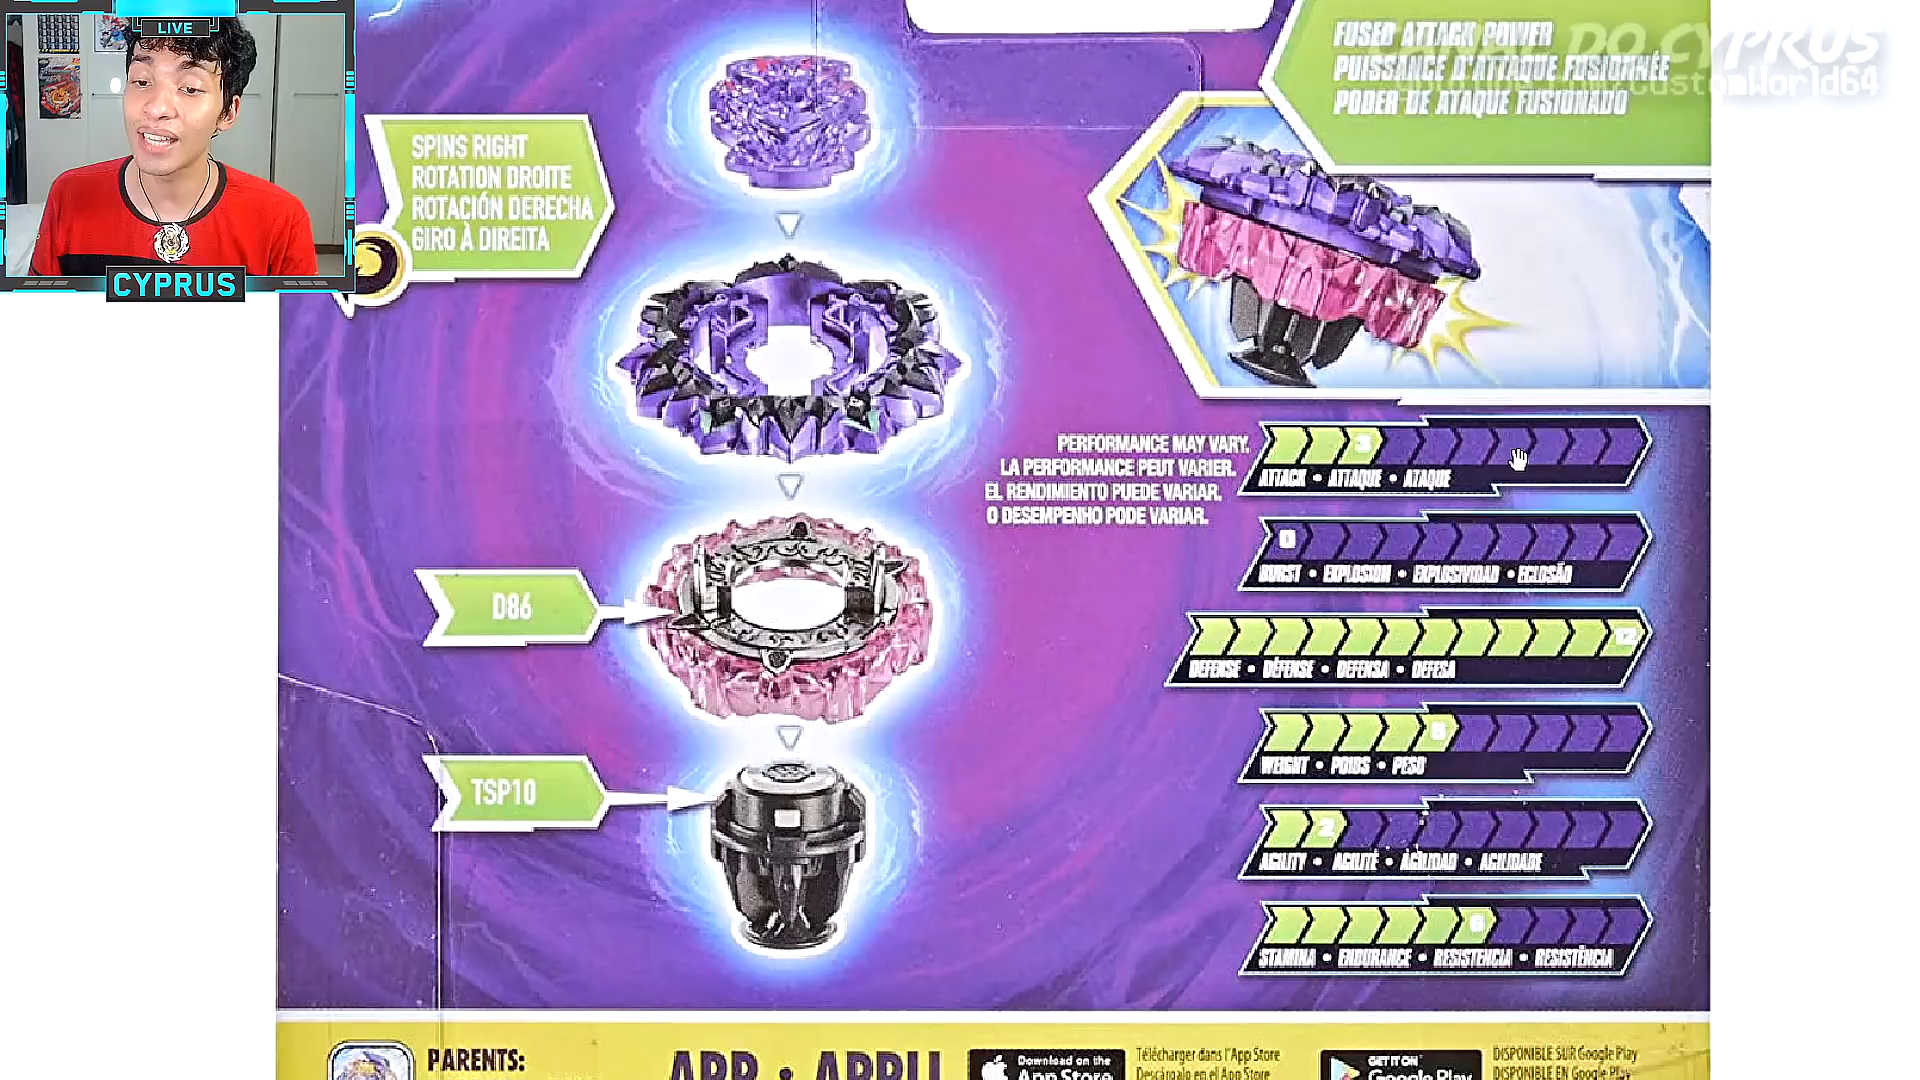 LIVE
CYPRUS
FUSED ATTACK POWER
PUISSANCE D'ATTAQUE FUSIONNÉE
PODER DE ATAQUE FUSIONADO
CANAL DO CYPRUS
SPINS RIGHT
ROTATION DROITE
ROTACIÓN DERECHA
GIRO À DIREITA
PERFORMANCE MAY VARY.
LA PERFORMANCE PEUT VARIER.
EL RENDIMIENTO PUEDE VARIAR.
O DESEMPENHO PODE VARIAR.
3
ATTACK • ATTAQUE • ATAQUE
0
BURST • EXPLOSION • EXPLOSIVIDAD • ECLOSÃO
12
DEFENSE • DÉFENSE • DEFENSA • DEFESA
D86
5
WEIGHT • POIDS • PESO
TSP10
2
AGILITY • AGILITÉ • AGILIDAD • AGILIDADE
6
STAMINA • ENDURANCE • RESISTENCIA • RESISTÊNCIA
PARENTS:
APP • APPLI
Download on the
App Store
Télécharger dans l'App Store
Descárgalo en el App Store
GET IT ON
Google Play
DISPONIBLE SUR Google Play
DISPONIBLE EN Google Play